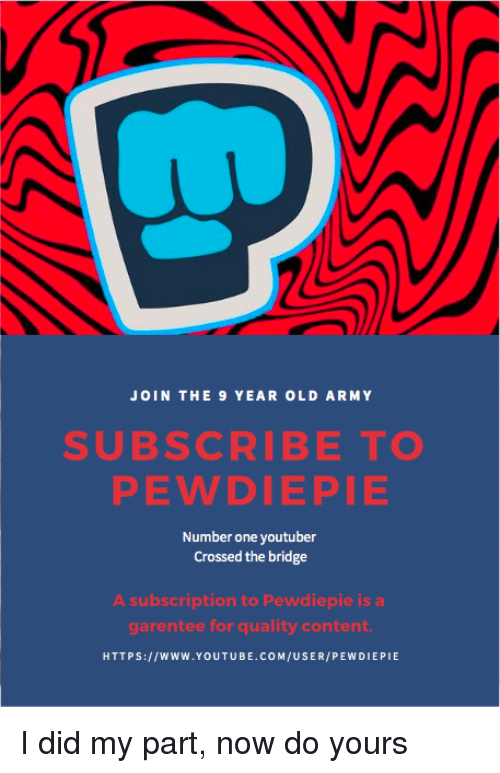 JOIN THE 9 YEAR OLD ARMY
SUBSCRIBE TO
PEWDIEPIE
Number one youtuber
Crossed the bridge
A subscription to Pewdiepie is a
garentee for quality content.
HTTPS://WWW.YOUTUBE.COM/USER/PEWDIEPIE
I did my part, now do yours